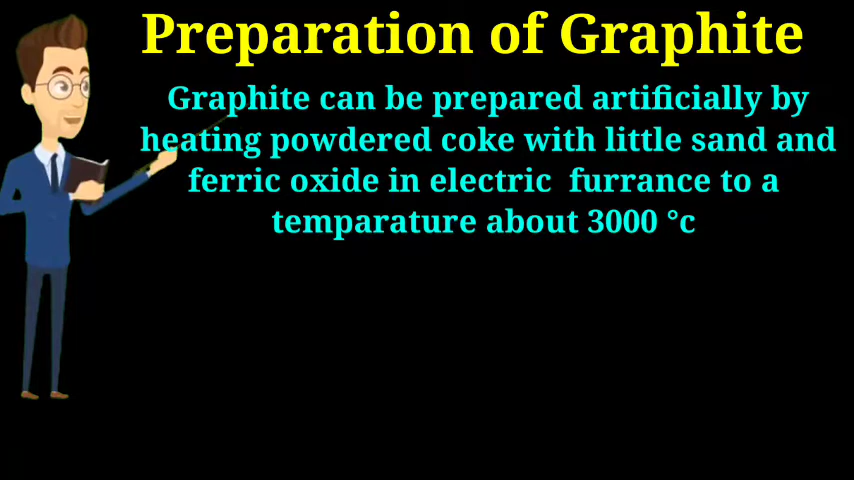 Preparation of Graphite
Graphite can be prepared artificially by
heating powdered coke with little sand and
ferric oxide in electric furrance to a
temparature about 3000 °c